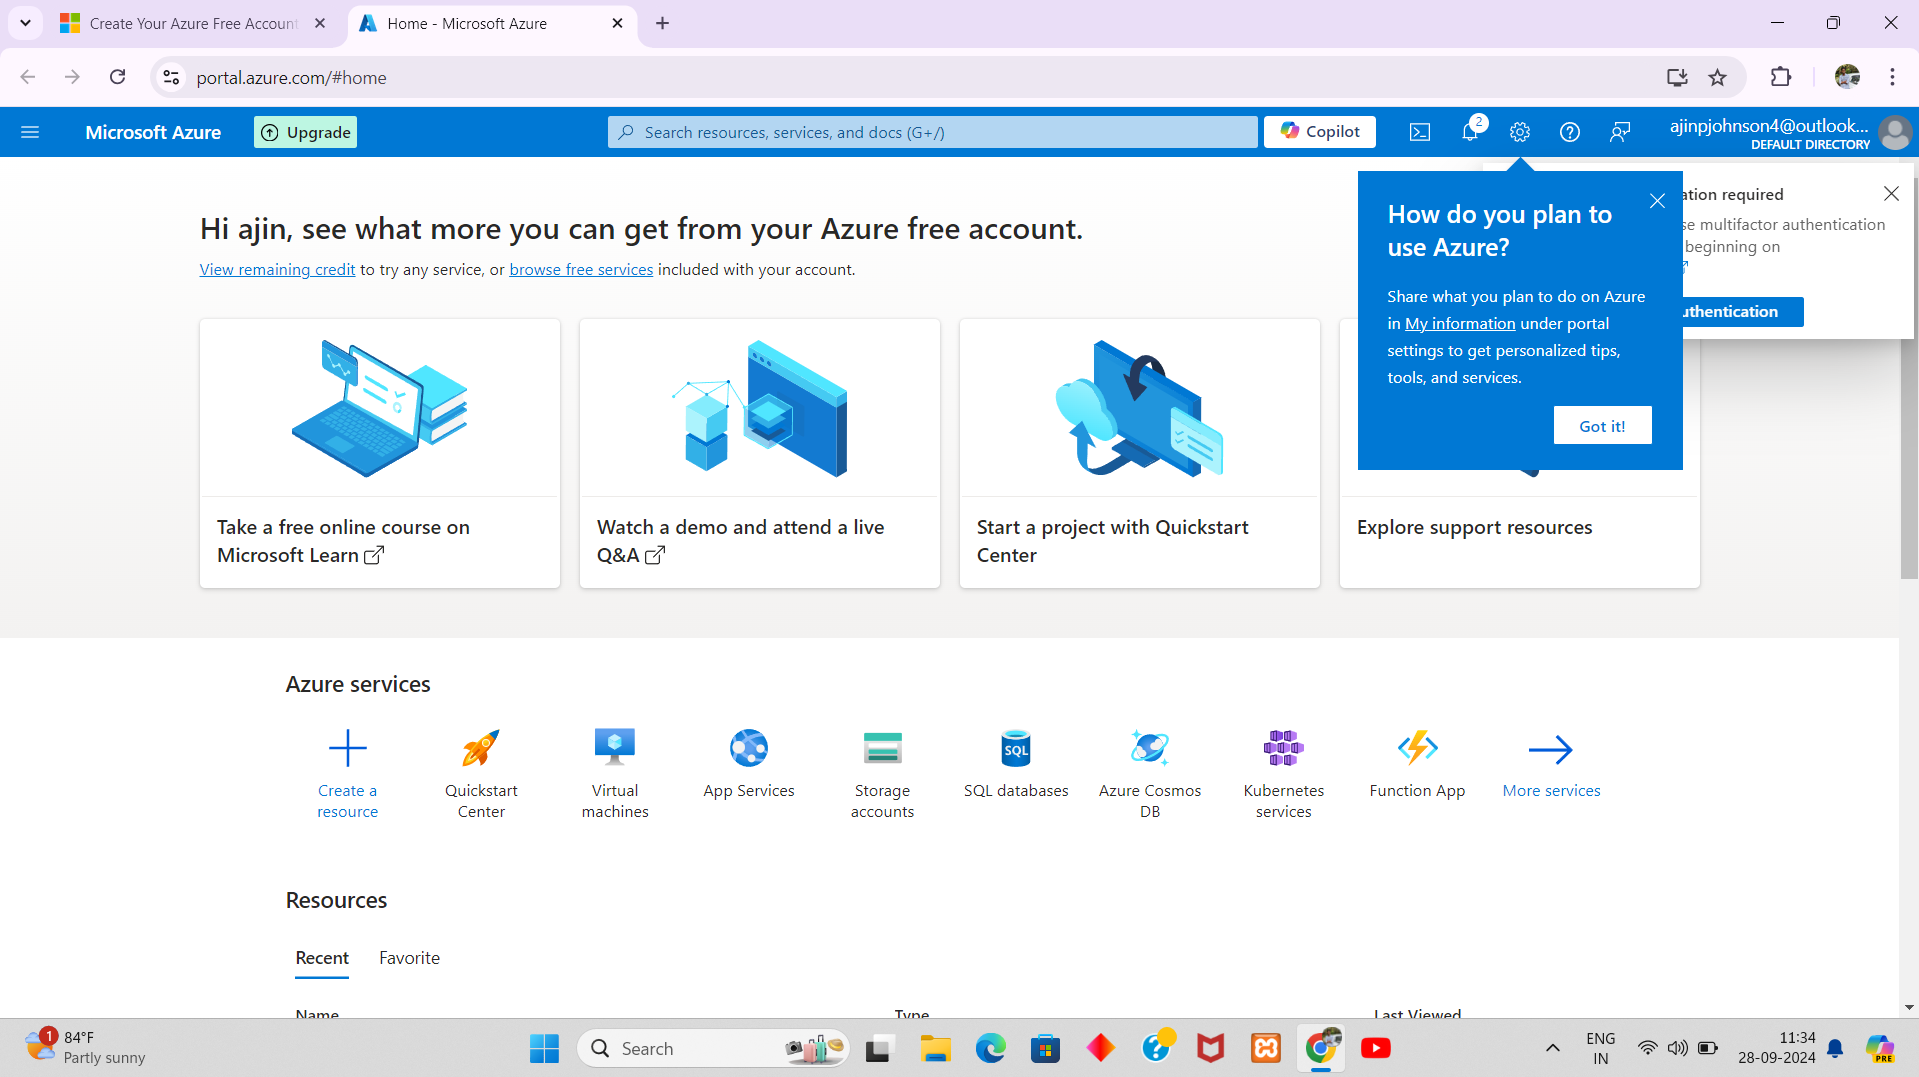 Create Your Azure Free Account
Home - Microsoft Azure
portal.azure.com/#home
Microsoft Azure
Upgrade
Search resources, services, and docs (G+/)
Copilot
2
ajinpjohnson4@outlook...
DEFAULT DIRECTORY
Hi ajin, see what more you can get from your Azure free account.
View remaining credit to try any service, or browse free services included with your account.
How do you plan to
use Azure?
Share what you plan to do on Azure
in My information under portal
settings to get personalized tips,
tools, and services.
Got it!
required
multifactor authentication
beginning on
Take a free online course on
Microsoft Learn
Watch a demo and attend a live
Q&A
Start a project with Quickstart
Center
Explore support resources
Azure services
Create a
resource
Quickstart
Center
Virtual
machines
App Services
Storage
accounts
SQL
SQL databases
Azure Cosmos
DB
Kubernetes
services
Function App
More services
Resources
Recent
Favorite
Name
Type
Last Viewed
1
84°F
Partly sunny
Search
ENG
IN
11:34
28-09-2024
PRE